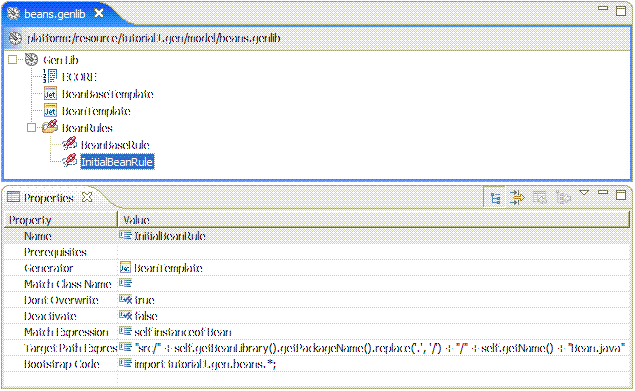 beans.genlib
platform:/resource/tutorial1.gen/model/beans.genlib
Gen Lib
ECORE
BeanBaseTemplate
BeanTemplate
BeanRules
BeanBaseRule
InitialBeanRule
Properties
Property Value
Name InitialBeanRule
Prerequisites
Generator BeanTemplate
Match Class Name
Dont Overwrite true
Deactivate false
Match Expression self instanceof Bean
Target Path Expres "src/" + self.getBeanLibrary().getPackageName().replace('.', '/') + "/" + self.getName() + "Bean.java"
Bootstrap Code import tutorial1.gen.beans.*;